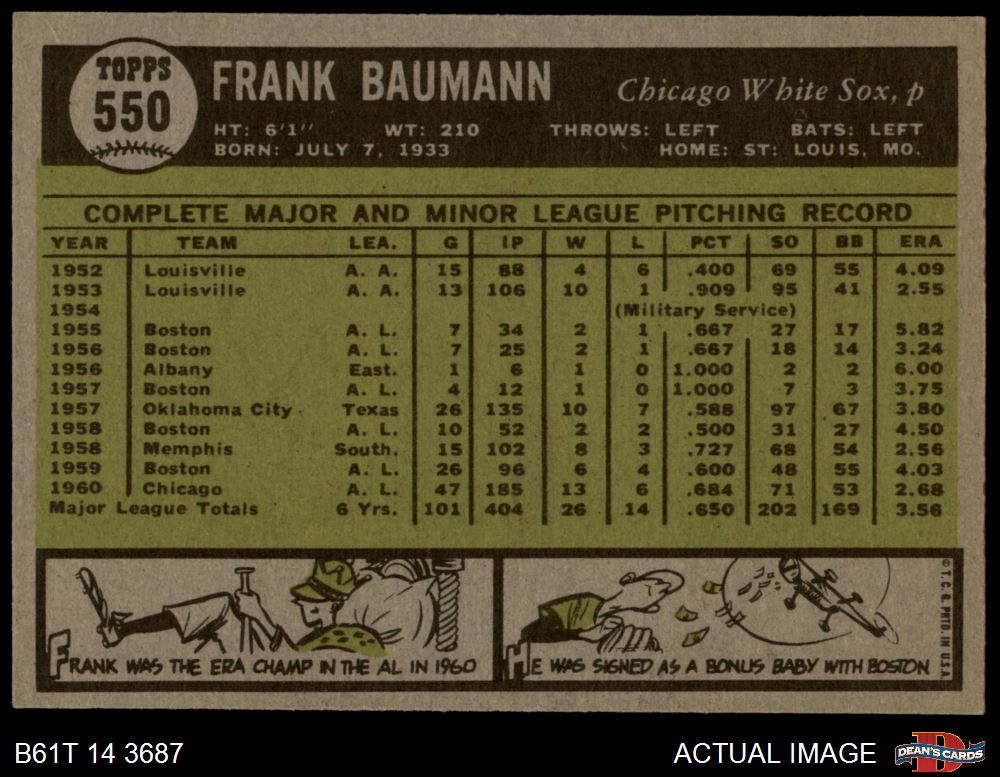 TOPPS
550
FRANK BAUMANN
Chicago White Sox, p
HT: 6'1" WT: 210 THROWS: LEFT BATS: LEFT
BORN: JULY 7, 1933 HOME: ST: LOUIS, MO.
COMPLETE MAJOR AND MINOR LEAGUE PITCHING RECORD
YEAR TEAM LEA. G IP W L PCT SO BB ERA
1952 Louisville A. A. 15 88 4 6 .400 69 55 4.09
1953 Louisville A. A. 13 106 10 1 .909 95 41 2.55
1954 (Military Service)
1955 Boston A. L. 7 34 2 1 .667 27 17 5.82
1956 Boston A. L. 7 25 2 1 .667 18 14 3.24
1956 Albany East. 1 6 1 0 1.000 2 2 6.00
1957 Boston A. L. 4 12 1 0 1.000 7 3 3.75
1957 Oklahoma City Texas 26 135 10 7 .588 97 67 3.80
1958 Boston A. L. 10 52 2 2 .500 31 27 4.50
1958 Memphis South. 15 102 8 3 .727 68 54 2.56
1959 Boston A. L. 26 96 6 4 .600 48 55 4.03
1960 Chicago A. L. 47 185 13 6 .684 71 53 2.68
Major League Totals 6 Yrs. 101 404 26 14 .650 202 169 3.56
FRANK WAS THE ERA CHAMP IN THE AL IN 1960
HE WAS SIGNED AS A BONUS BABY WITH BOSTON
© T. C. G. PRTD. IN U.S.A.
B61T 14 3687
ACTUAL IMAGE
D
DEAN'S CARDS